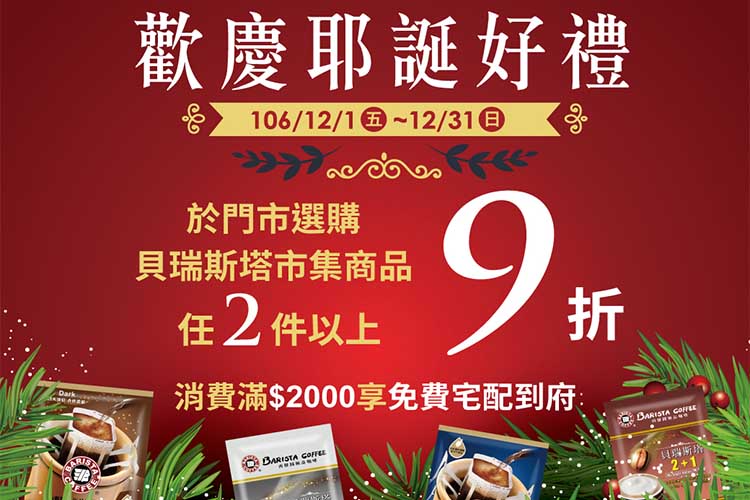 歡慶耶誕好禮
106/12/1 五 ~12/31 日
於門市選購
貝瑞斯塔市集商品
任2件以上
9折
消費滿$2000享免費宅配到府
Dark
BARISTA COFFEE
BARISTA COFFEE
BARISTA COFFEE
貝瑞斯塔
2+1